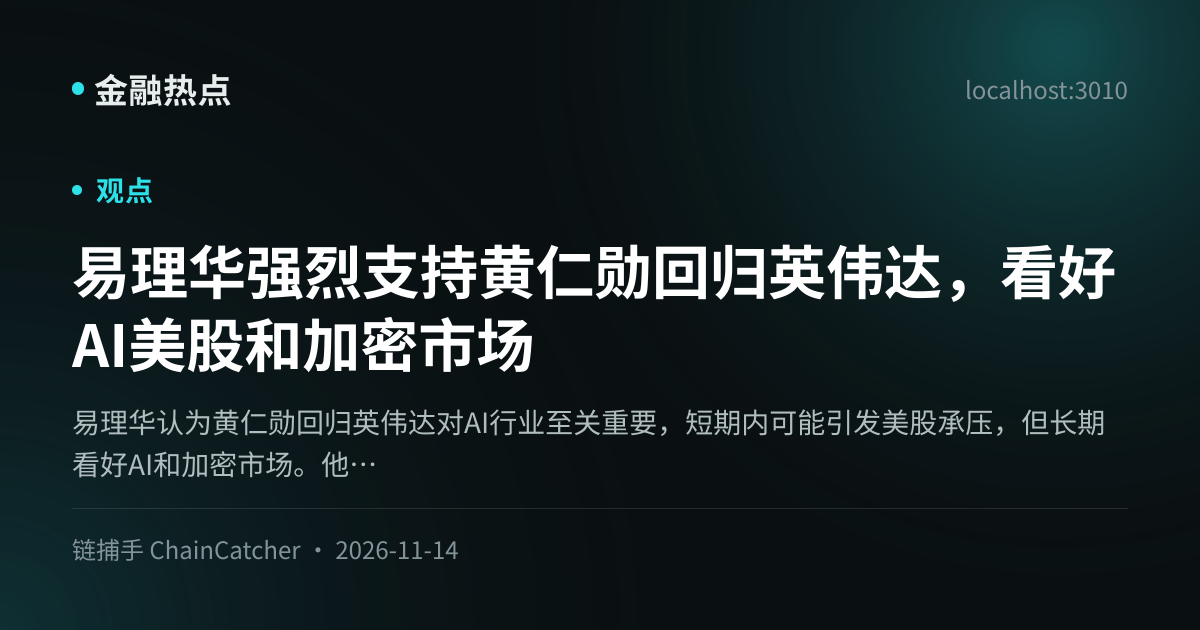 金融热点
localhost:3010
观点
易理华强烈支持黄仁勋回归英伟达，看好
AI美股和加密市场
易理华认为黄仁勋回归英伟达对AI行业至关重要，短期内可能引发美股承压，但长期
看好AI和加密市场。他…
链捕手 ChainCatcher · 2026-11-14